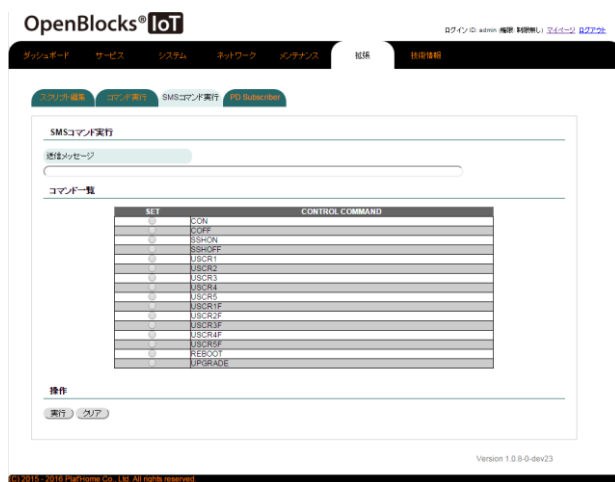 OpenBlocks® IoT
ログイン ID: admin (権限: 制限無し) マイページ ログアウト
ダッシュボード サービス システム ネットワーク メンテナンス 拡張 技術情報
スクリプト編集 コマンド実行 SMSコマンド実行 PD Subscriber
SMSコマンド実行
送信メッセージ
コマンド一覧
SET CONTROL COMMAND
CON
COFF
SSHON
SSHOFF
USCR1
USCR2
USCR3
USCR4
USCR5
USCR1F
USCR2F
USCR3F
USCR4F
USCR5F
REBOOT
UPGRADE
操作
実行 クリア
Version 1.0.8-0-dev23
(C) 2015 - 2016 Plat'Home Co., Ltd. All rights reserved.